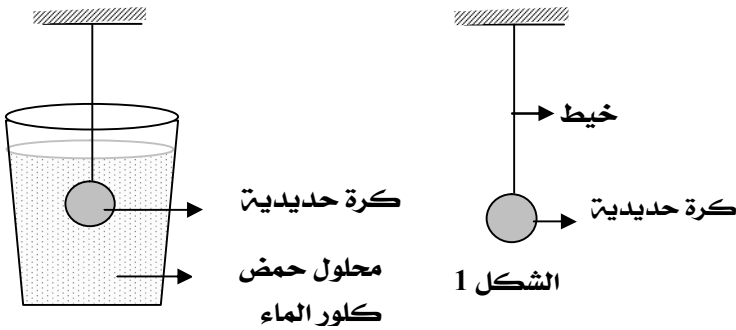 خيط
كرة حديدية
كرة حديدية
الشكل 1
محلول حمض
كلور الماء